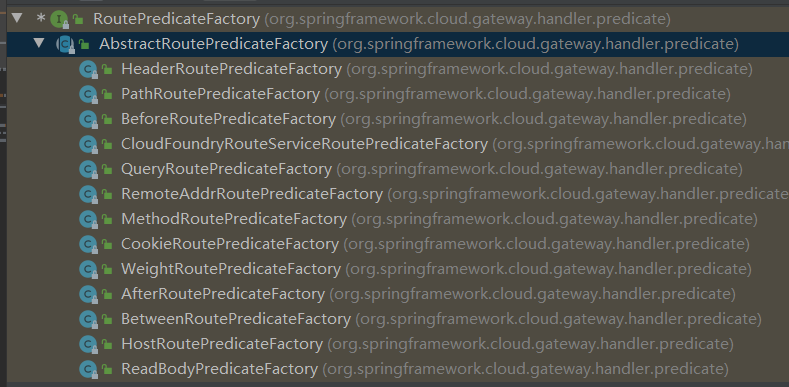 RoutePredicateFactory (org.springframework.cloud.gateway.handler.predicate)
AbstractRoutePredicateFactory (org.springframework.cloud.gateway.handler.predicate)
HeaderRoutePredicateFactory (org.springframework.cloud.gateway.handler.predicate)
PathRoutePredicateFactory (org.springframework.cloud.gateway.handler.predicate)
BeforeRoutePredicateFactory (org.springframework.cloud.gateway.handler.predicate)
CloudFoundryRouteServiceRoutePredicateFactory (org.springframework.cloud.gateway.han
QueryRoutePredicateFactory (org.springframework.cloud.gateway.handler.predicate)
RemoteAddrRoutePredicateFactory (org.springframework.cloud.gateway.handler.predicate
MethodRoutePredicateFactory (org.springframework.cloud.gateway.handler.predicate)
CookieRoutePredicateFactory (org.springframework.cloud.gateway.handler.predicate)
WeightRoutePredicateFactory (org.springframework.cloud.gateway.handler.predicate)
AfterRoutePredicateFactory (org.springframework.cloud.gateway.handler.predicate)
BetweenRoutePredicateFactory (org.springframework.cloud.gateway.handler.predicate)
HostRoutePredicateFactory (org.springframework.cloud.gateway.handler.predicate)
ReadBodyPredicateFactory (org.springframework.cloud.gateway.handler.predicate)